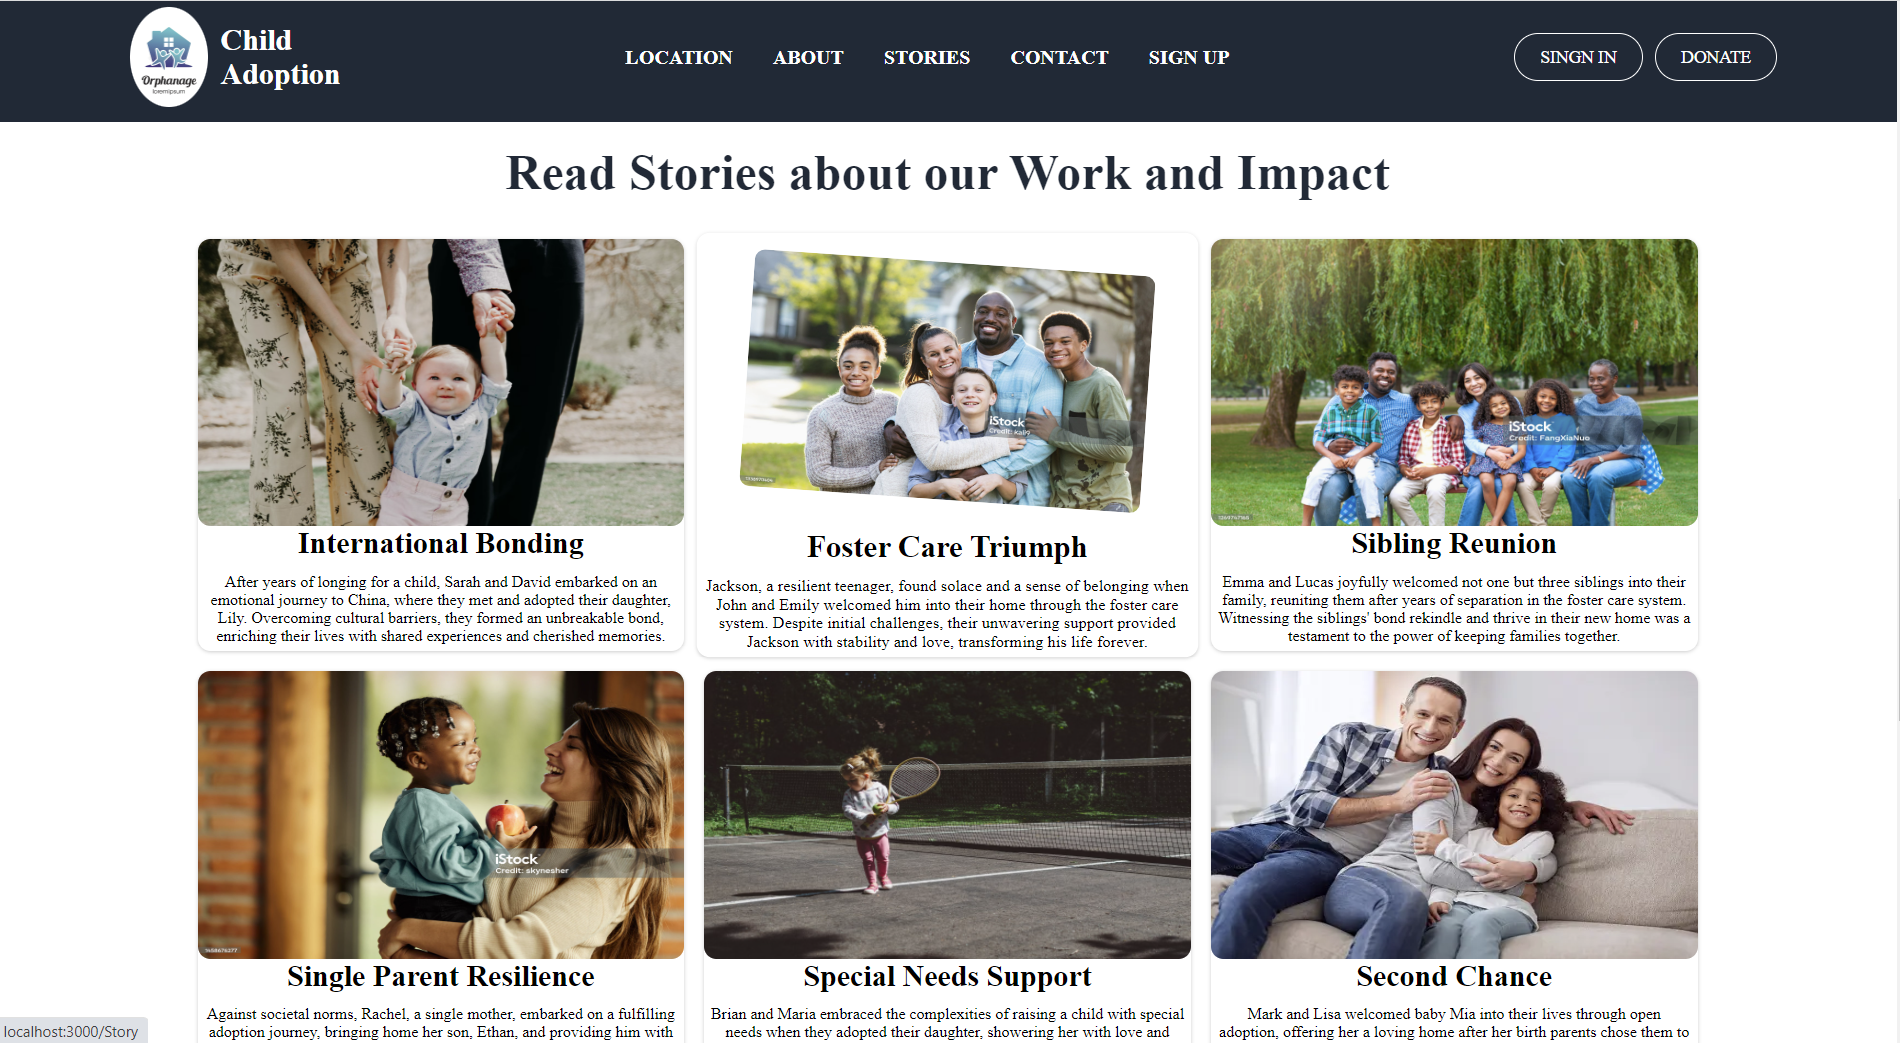 Orphanage
loremipsum
Child
Adoption
LOCATION
ABOUT
STORIES
CONTACT
SIGN UP
SINGN IN
DONATE
Read Stories about our Work and Impact
iStock
Credit: kali9
iStock
Credit: FangXiaNuo
International Bonding
After years of longing for a child, Sarah and David embarked on an
emotional journey to China, where they met and adopted their daughter,
Lily. Overcoming cultural barriers, they formed an unbreakable bond,
enriching their lives with shared experiences and cherished memories.
Foster Care Triumph
Jackson, a resilient teenager, found solace and a sense of belonging when
John and Emily welcomed him into their home through the foster care
system. Despite initial challenges, their unwavering support provided
Jackson with stability and love, transforming his life forever.
Sibling Reunion
Emma and Lucas joyfully welcomed not one but three siblings into their
family, reuniting them after years of separation in the foster care system.
Witnessing the siblings' bond rekindle and thrive in their new home was a
testament to the power of keeping families together.
iStock
Credit: skynesher
1458676277
Single Parent Resilience
Against societal norms, Rachel, a single mother, embarked on a fulfilling
adoption journey, bringing home her son, Ethan, and providing him with
Special Needs Support
Brian and Maria embraced the complexities of raising a child with special
needs when they adopted their daughter, showering her with love and
Second Chance
Mark and Lisa welcomed baby Mia into their lives through open
adoption, offering her a loving home after her birth parents chose them to
localhost:3000/Story